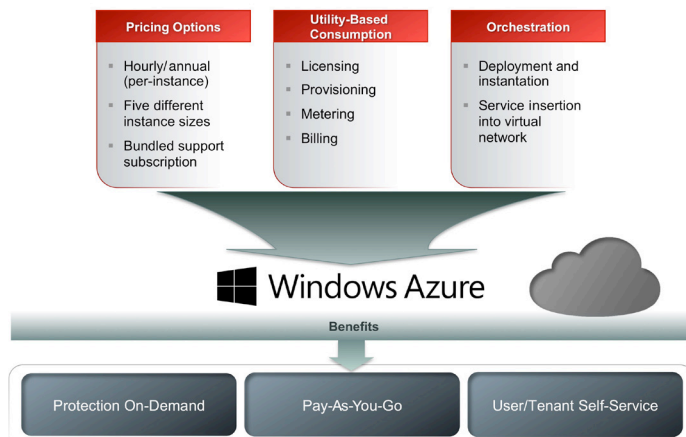 Pricing Options
Hourly/annual
(per-instance)
Five different
instance sizes
Bundled support
subscription
Utility-Based
Consumption
Licensing
Provisioning
Metering
Billing
Orchestration
Deployment and
instantation
Service insertion
into virtual
network
Windows Azure
Benefits
Protection On-Demand
Pay-As-You-Go
User/Tenant Self-Service